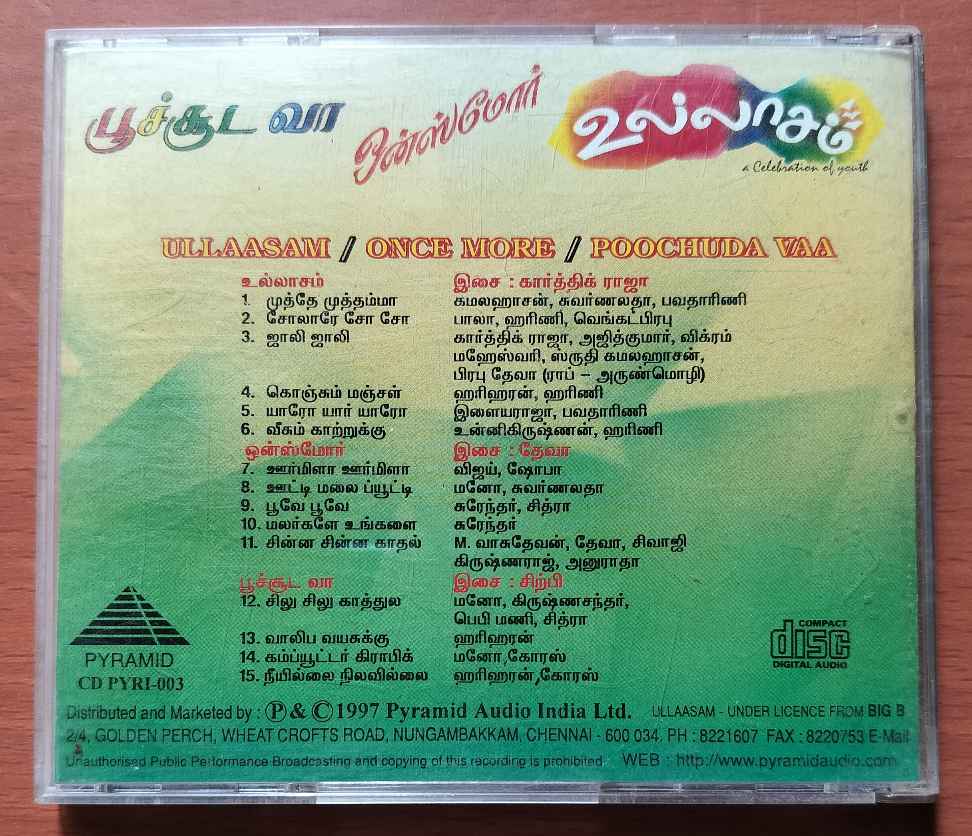 பூச்சூட வா
ஒன்ஸ்மோர்
உல்லாசம்
a Celebration of youth
ULLAASAM / ONCE MORE / POOCHUDA VAA
உல்லாசம் இசை : கார்த்திக் ராஜா
1. முத்தே முத்தம்மா கமலஹாசன், சுவர்ணலதா, பவதாரிணி
2. சோலாரே சோ சோ பாலா, ஹரிணி, வெங்கட்பிரபு
3. ஜாலி ஜாலி கார்த்திக் ராஜா, அஜித்குமார், விக்ரம்
மஹேஸ்வரி, ஸ்ருதி கமலஹாசன்,
பிரபு தேவா (ராப் – அருண்மொழி)
4. கொஞ்சும் மஞ்சள் ஹரிஹரன், ஹரிணி
5. யாரோ யார் யாரோ இளையராஜா, பவதாரிணி
6. வீசும் காற்றுக்கு உன்னிகிருஷ்ணன், ஹரிணி
ஒன்ஸ்மோர் இசை : தேவா
7. ஊர்மிளா ஊர்மிளா விஜய், ஷோபா
8. ஊட்டி மலை ப்யூட்டி மனோ, சுவர்ணலதா
9. பூவே பூவே சுரேந்தர், சித்ரா
10. மலர்களே உங்களை சுரேந்தர்
11. சின்ன சின்ன காதல் M. வாசுதேவன், தேவா, சிவாஜி
கிருஷ்ணராஜ், அனுராதா
பூச்சூட வா இசை : சிற்பி
12. சிலு சிலு காத்துல மனோ, கிருஷ்ணசந்தர்,
பெபி மணி, சித்ரா
13. வாலிப வயசுக்கு ஹரிஹரன்
14. கம்ப்யூட்டர் கிராபிக் மனோ,கோரஸ்
15. நீயில்லை நிலவில்லை ஹரிஹரன்,கோரஸ்
PYRAMID
CD PYRI-003
COMPACT
disc
DIGITAL AUDIO
Distributed and Marketed by : Ⓟ & © 1997 Pyramid Audio India Ltd. ULLAASAM - UNDER LICENCE FROM BIG B
2/4, GOLDEN PERCH, WHEAT CROFTS ROAD, NUNGAMBAKKAM, CHENNAI - 600 034, PH : 8221607 FAX : 8220753 E-Mail
Unauthorised Public Performance Broadcasting and copying of this recording is prohibited WEB : http://www.pyramidaudio.com